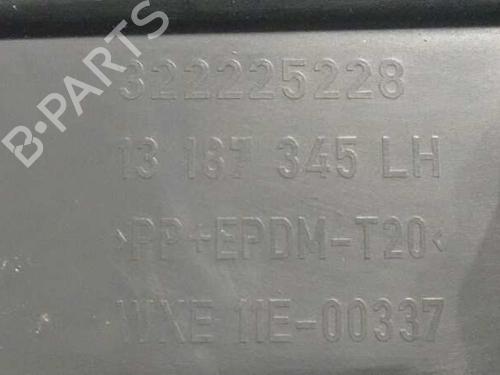 B-PARTS
322225228
13 187 345 LH
>PP+EPDM-T20<
WXE 11E-00337